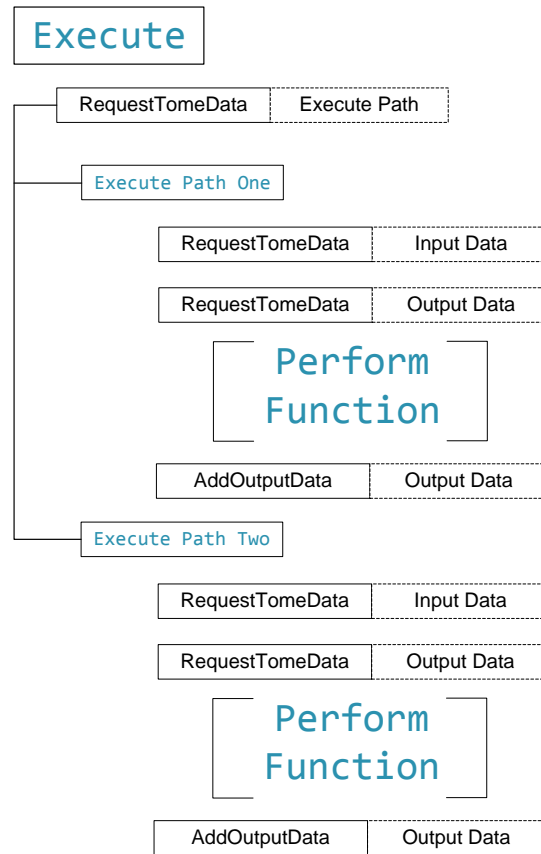 Execute
RequestTomeData Execute Path
Execute Path One
RequestTomeData Input Data
RequestTomeData Output Data
Perform
Function
AddOutputData Output Data
Execute Path Two
RequestTomeData Input Data
RequestTomeData Output Data
Perform
Function
AddOutputData Output Data